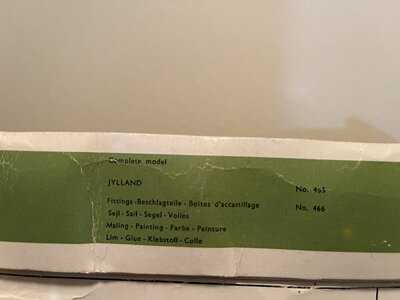 Complete model
JYLLAND No. 465
Fittings-Beschlagteile - Boites d'accastillage No. 466
Sejl - Sail - Segel - Voiles
Maling - Painting - Farbe - Peinture
Lim - Glue - Klebstoff - Colle